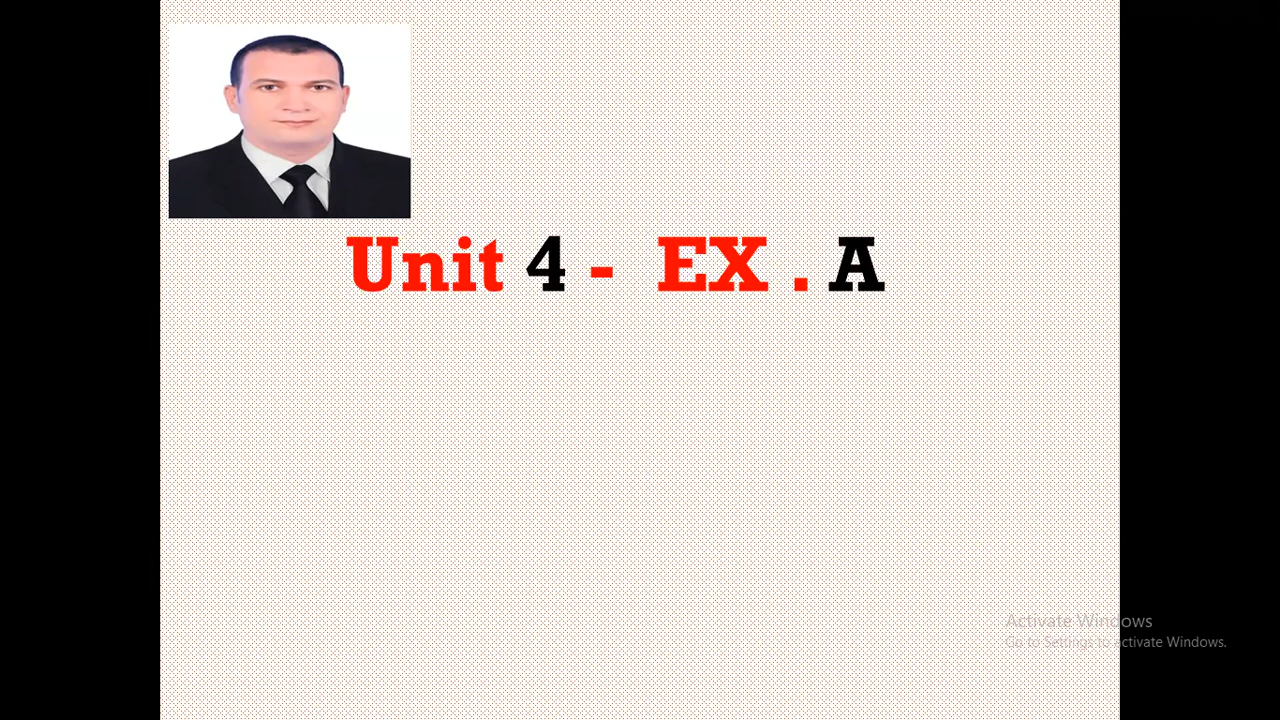 Unit 4 - EX . A
Activate Windows
Go to Settings to activate Windows.